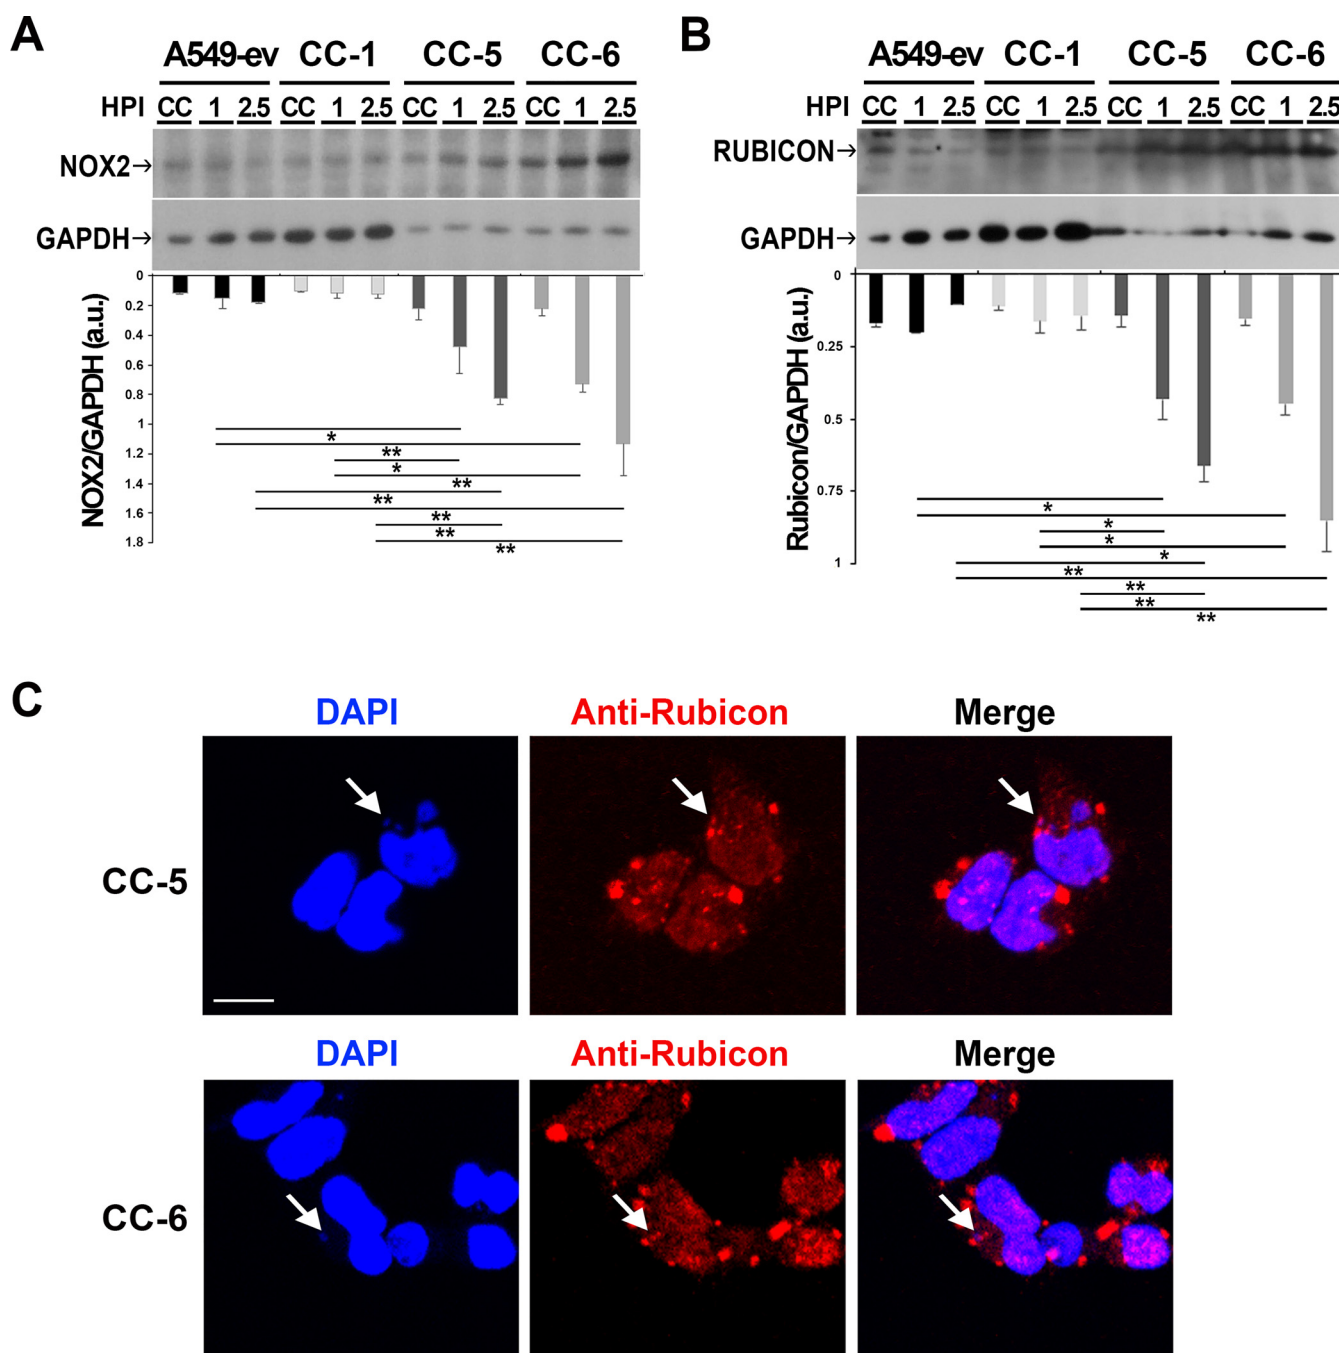 A
A549-ev CC-1 CC-5 CC-6
HPI CC 1 2.5 CC 1 2.5 CC 1 2.5 CC 1 2.5
NOX2→
GAPDH→
NOX2/GAPDH (a.u.)
0
0.2
0.4
0.6
0.8
1
1.2
1.4
1.6
1.8
*
**
*
**
**
**
**
**
B
A549-ev CC-1 CC-5 CC-6
HPI CC 1 2.5 CC 1 2.5 CC 1 2.5 CC 1 2.5
RUBICON→
GAPDH→
Rubicon/GAPDH (a.u.)
0
0.25
0.5
0.75
1
*
*
*
*
**
**
**
**
C
DAPI Anti-Rubicon Merge
CC-5
DAPI Anti-Rubicon Merge
CC-6